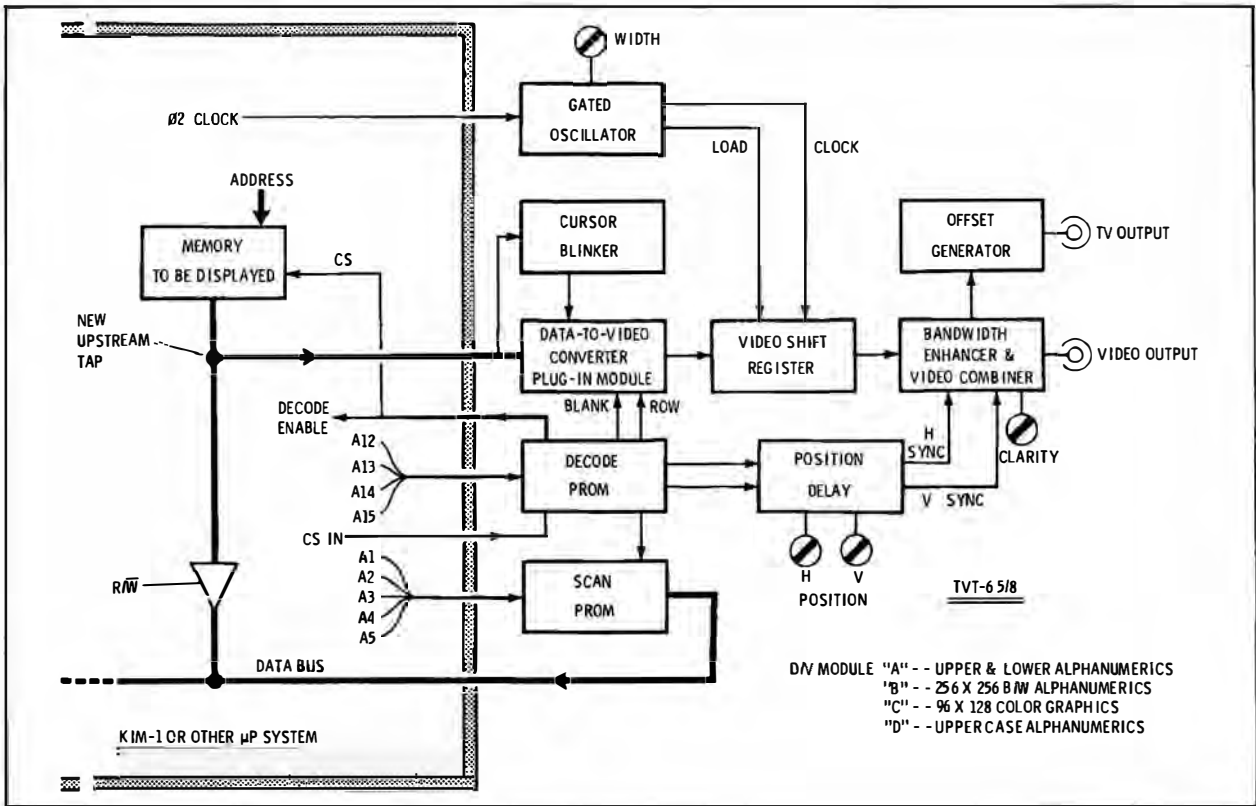 WIDTH
GATED
OSCILLATOR
Ø2 CLOCK
LOAD
CLOCK
ADDRESS
MEMORY
TO BE DISPLAYED
CS
CURSOR
BLINKER
OFFSET
GENERATOR
TV OUTPUT
NEW
UPSTREAM
TAP
DATA-TO-VIDEO
CONVERTER
PLUG-IN MODULE
VIDEO SHIFT
REGISTER
BANDWIDTH
ENHANCER &
VIDEO COMBINER
VIDEO OUTPUT
BLANK
ROW
DECODE
ENABLE
A12
A13
A14
A15
DECODE
PROM
POSITION
DELAY
H
SYNC
V SYNC
CLARITY
CS IN
A1
A2
A3
A4
A5
SCAN
PROM
H
V
POSITION
R/W̅
TVT-6 5/8
DATA BUS
D/V MODULE "A" -- UPPER & LOWER ALPHANUMERICS
"B" -- 256 X 256 B/W ALPHANUMERICS
"C" -- 96 X 128 COLOR GRAPHICS
"D" -- UPPER CASE ALPHANUMERICS
KIM-1 OR OTHER µP SYSTEM